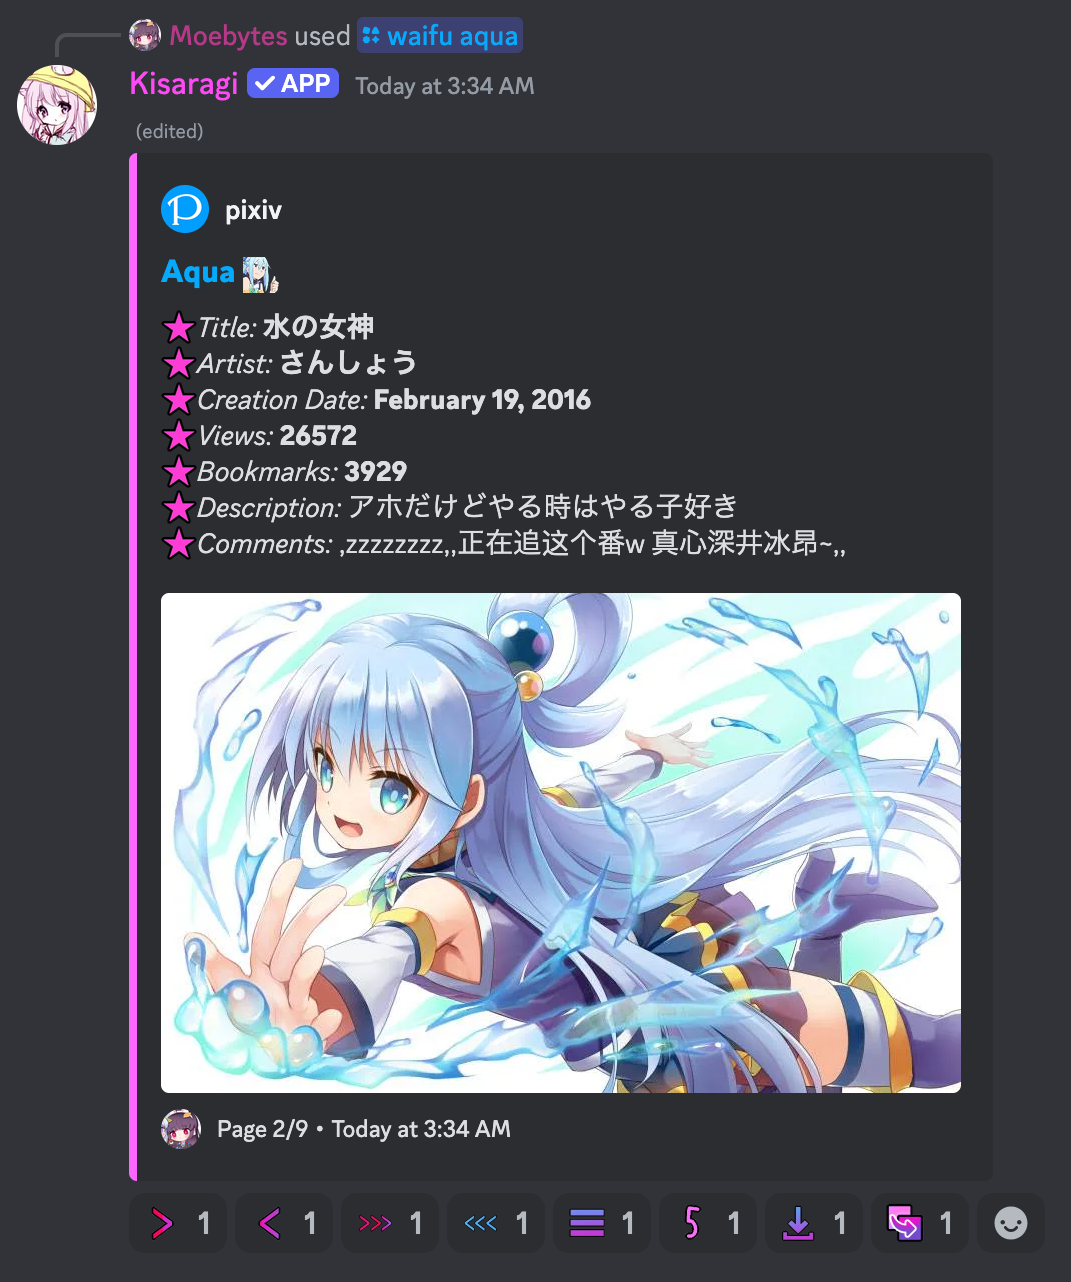 Moebytes used waifu aqua
Kisaragi APP Today at 3:34 AM
(edited)
pixiv
Aqua
Title: 水の女神
Artist: さんしょう
Creation Date: February 19, 2016
Views: 26572
Bookmarks: 3929
Description: アホだけどやる時はやる子好き
Comments: ,zzzzzzzz,,正在追这个番w 真心深井冰昂~,,
Page 2/9 • Today at 3:34 AM
1 1 1 1 1 5 1 1 1